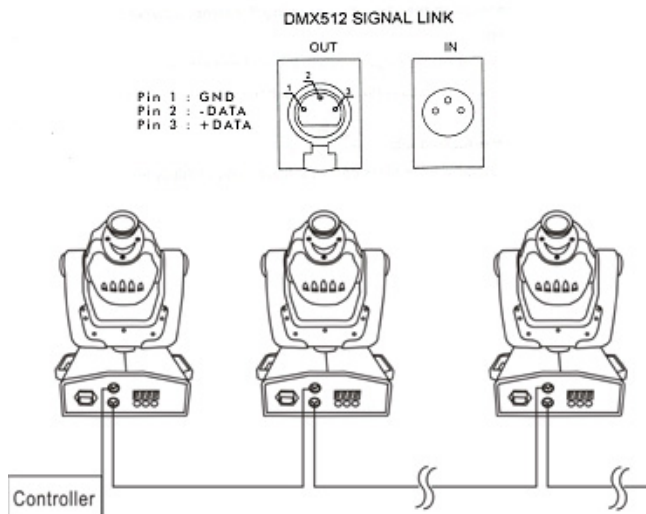 DMX512 SIGNAL LINK
OUT
IN
1
2
3
Pin 1 : GND
Pin 2 : -DATA
Pin 3 : +DATA
Controller